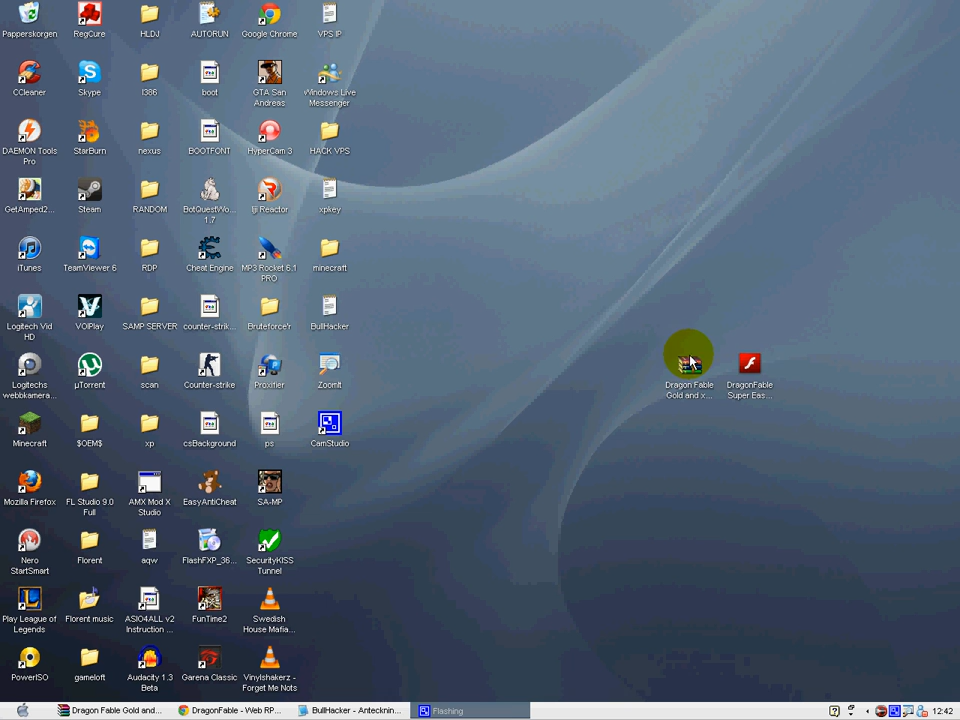 Papperskorgen
RegCure
HLDJ
AUTORUN
Google Chrome
VPS IP
CCleaner
Skype
I386
boot
GTA San
Andreas
Windows Live
Messenger
DAEMON Tools
Pro
StarBurn
nexus
BOOTFONT
HyperCam 3
HACK VPS
GetAmped2...
Steam
RANDOM
BotQuestWo...
1.7
Iji Reactor
xpkey
iTunes
TeamViewer 6
RDP
Cheat Engine
MP3 Rocket 6.1
PRO
minecraft
Logitech Vid
HD
VOIPlay
SAMP SERVER
counter-strik...
Bruteforce'r
BullHacker
Logitechs
webbkamera...
µTorrent
scan
Counter-strike
Proxifier
ZoomIt
Dragon Fable
Gold and x...
DragonFable
Super Eas...
Minecraft
$OEM$
xp
csBackground
ps
CamStudio
Mozilla Firefox
FL Studio 9.0
Full
AMX Mod X
Studio
EasyAntiCheat
SA-MP
Nero
StartSmart
Florent
aqw
FlashFXP_36...
SecurityKISS
Tunnel
Play League of
Legends
Florent music
ASIO4ALL v2
Instruction ...
FunTime2
Swedish
House Mafia...
PowerISO
gameloft
Audacity 1.3
Beta
Garena Classic
Vinylshakerz -
Forget Me Nots
Dragon Fable Gold and...
DragonFable - Web RP...
BullHacker - Antecknin...
Flashing
12:42